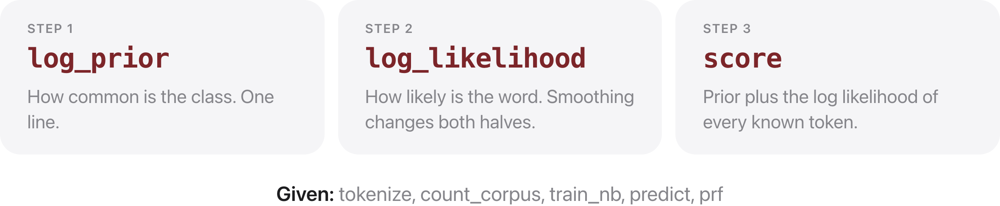 STEP 1
log_prior
How common is the class. One
line.
STEP 2
log_likelihood
How likely is the word. Smoothing
changes both halves.
STEP 3
score
Prior plus the log likelihood of
every known token.
Given: tokenize, count_corpus, train_nb, predict, prf